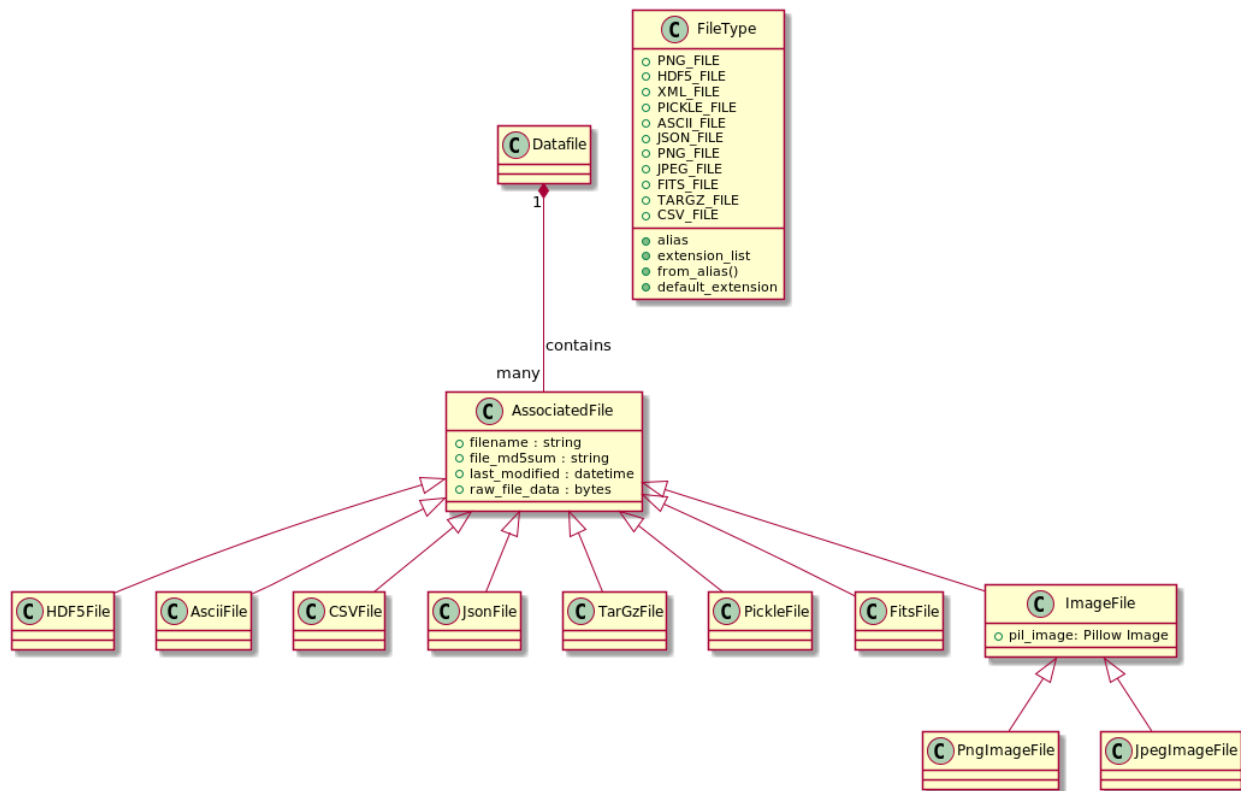 C FileType
PNG_FILE
HDF5_FILE
XML_FILE
PICKLE_FILE
ASCII_FILE
JSON_FILE
PNG_FILE
JPEG_FILE
FITS_FILE
TARGZ_FILE
CSV_FILE
alias
extension_list
from_alias()
default_extension
C Datafile
1
contains
many
C AssociatedFile
filename : string
file_md5sum : string
last_modified : datetime
raw_file_data : bytes
C HDF5File
C AsciiFile
C CSVFile
C JsonFile
C TarGzFile
C PickleFile
C FitsFile
C ImageFile
pil_image: Pillow Image
C PngImageFile
C JpegImageFile